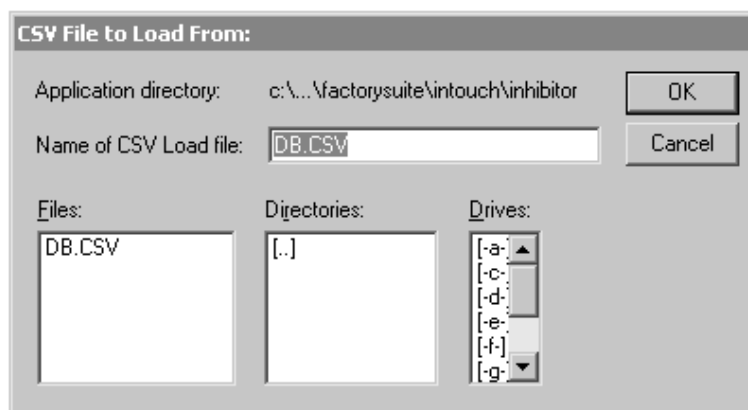 CSV File to Load From:
Application directory: c:\...\factorysuite\intouch\inhibitor OK
Name of CSV Load file: DB.CSV Cancel
Files: Directories: Drives:
DB.CSV [..] [-a-]
[-c-]
[-d-]
[-e-]
[-f-]
[-g-]